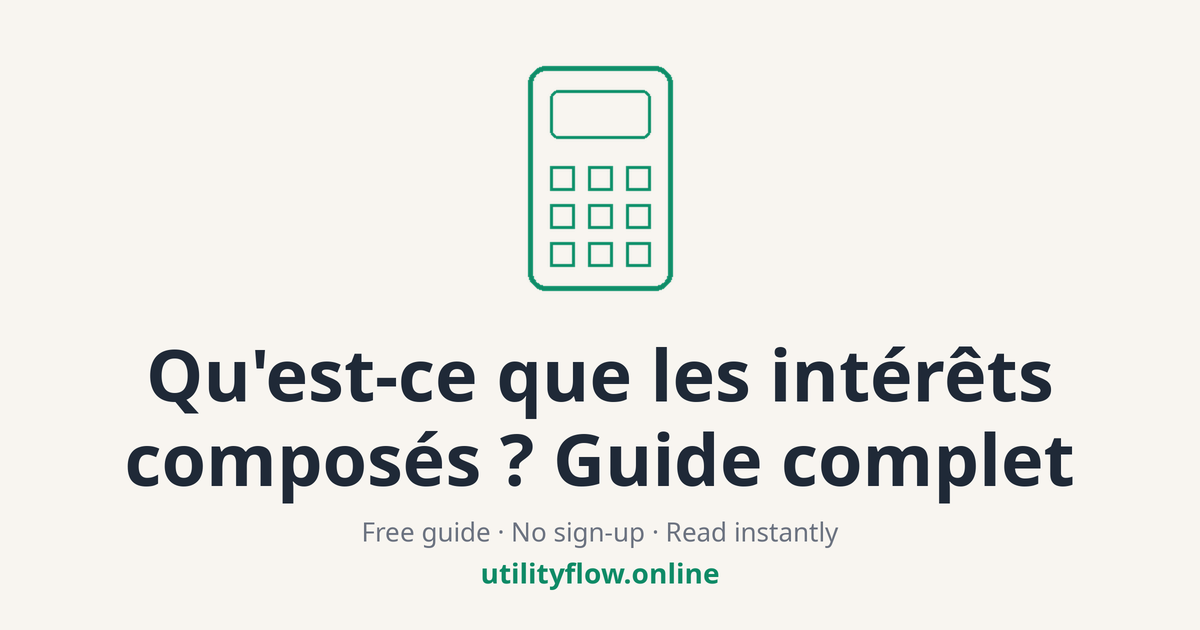 Qu'est-ce que les intérêts
composés ? Guide complet
Free guide · No sign-up · Read instantly
utilityflow.online